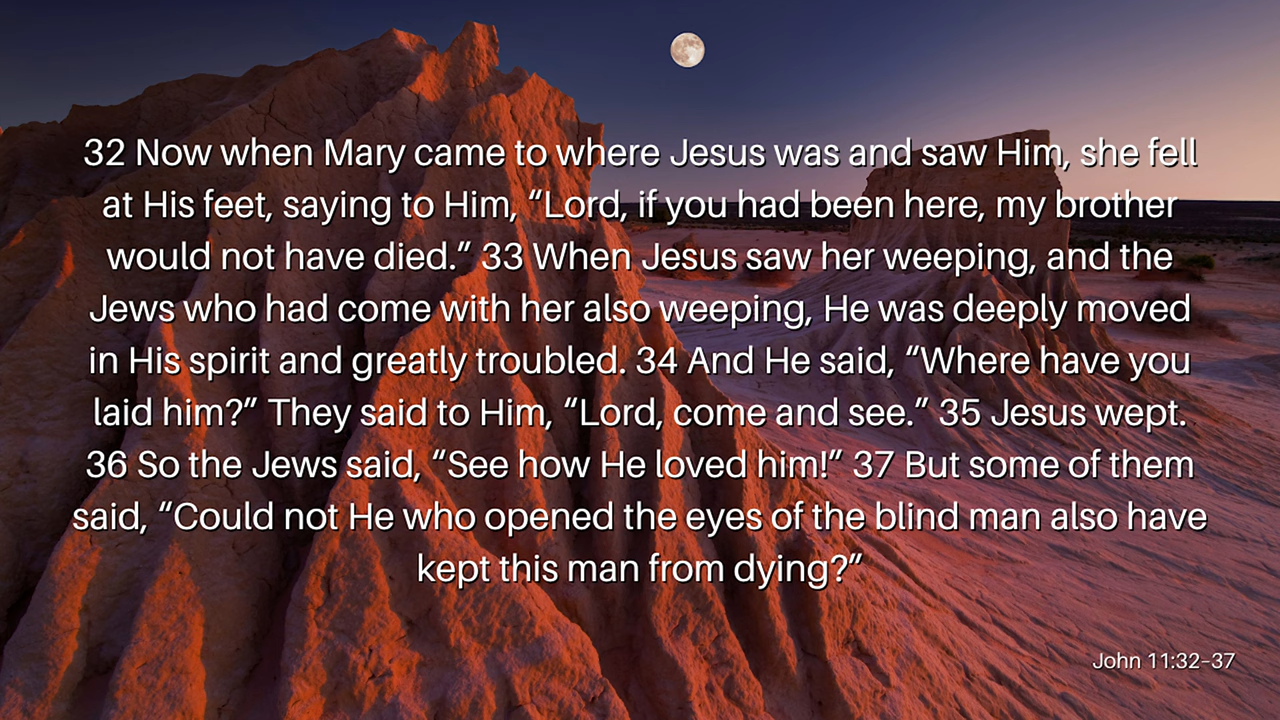 32 Now when Mary came to where Jesus was and saw Him, she fell
at His feet, saying to Him, “Lord, if you had been here, my brother
would not have died.” 33 When Jesus saw her weeping, and the
Jews who had come with her also weeping, He was deeply moved
in His spirit and greatly troubled. 34 And He said, “Where have you
laid him?” They said to Him, “Lord, come and see.” 35 Jesus wept.
36 So the Jews said, “See how He loved him!” 37 But some of them
said, “Could not He who opened the eyes of the blind man also have
kept this man from dying?”
John 11:32–37